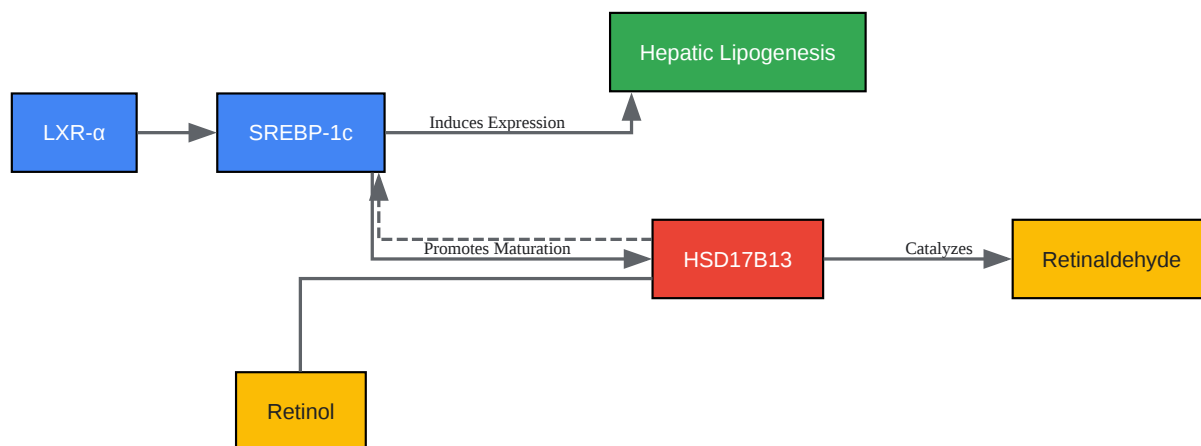 Hepatic Lipogenesis
LXR-α
SREBP-1c
Induces Expression
Promotes Maturation
HSD17B13
Catalyzes
Retinaldehyde
Retinol